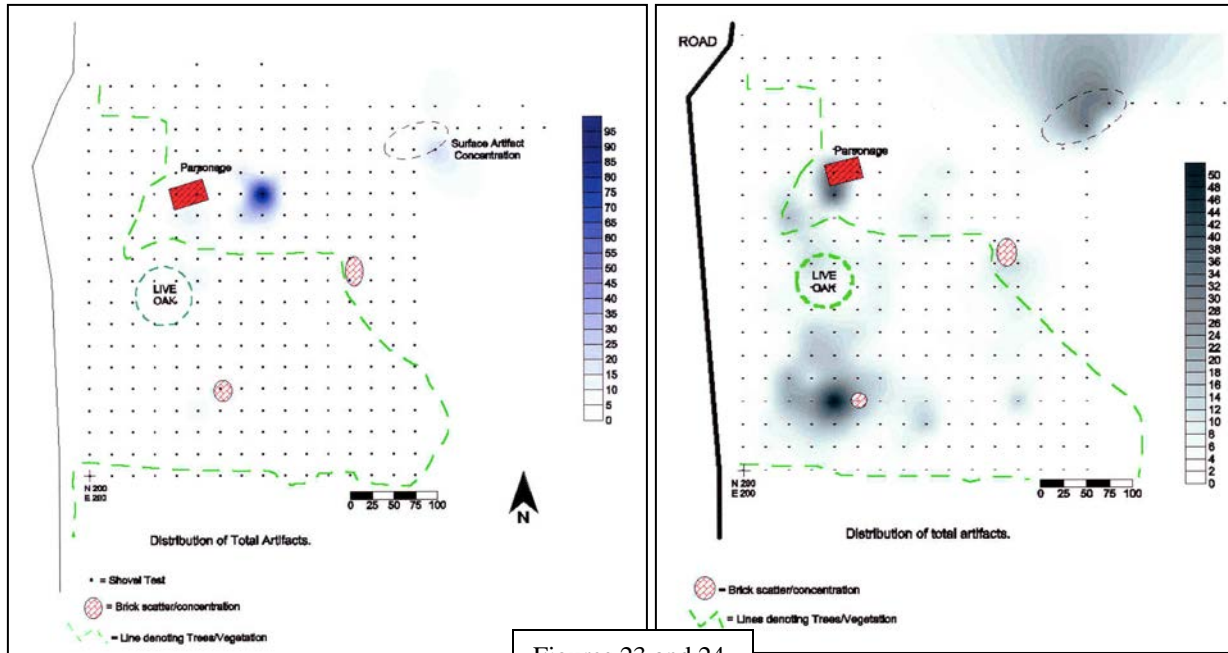 Parsonage
Surface Artifact
Concentration
LIVE
OAK
95
90
85
80
75
70
65
60
55
50
45
40
35
30
25
20
15
10
5
0
N 200
E 200
0 25 50 75 100
N
Distribution of Total Artifacts.
• = Shovel Test
= Brick scatter/concentration
= Line denoting Trees/Vegetation
ROAD
Parsonage
LIVE
OAK
50
48
46
44
42
40
38
36
34
32
30
28
26
24
22
20
18
16
14
12
10
8
6
4
2
0
N 200
E 200
0 25 50 75 100
Distribution of total artifacts.
= Brick scatter/concentration
= Lines denoting Trees/Vegetation
Figures 23 and 24